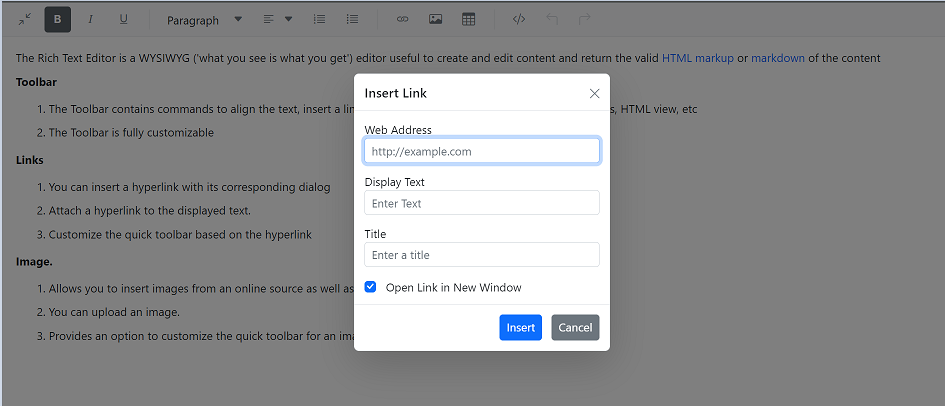 B I U Paragraph
The Rich Text Editor is a WYSIWYG ('what you see is what you get') editor useful to create and edit content and return the valid HTML markup or markdown of the content
Toolbar
1. The Toolbar contains commands to align the text, insert a lin
s, HTML view, etc
2. The Toolbar is fully customizable
Links
1. You can insert a hyperlink with its corresponding dialog
2. Attach a hyperlink to the displayed text.
3. Customize the quick toolbar based on the hyperlink
Image.
1. Allows you to insert images from an online source as well as
2. You can upload an image.
3. Provides an option to customize the quick toolbar for an ima
Insert Link
Web Address
http://example.com
Display Text
Enter Text
Title
Enter a title
Open Link in New Window
Insert Cancel